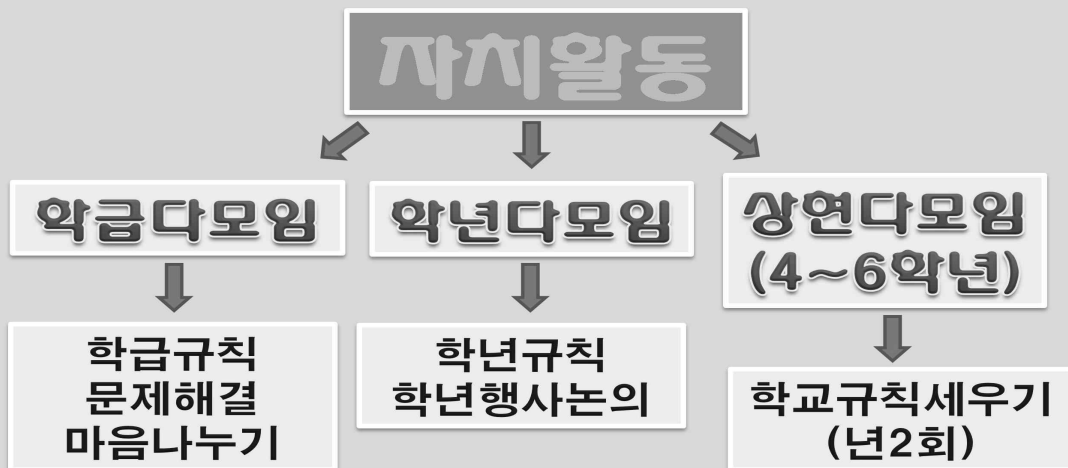 자치활동
학급다모임
학년다모임
상현다모임
(4~6학년)
학급규칙
문제해결
마음나누기
학년규칙
학년행사논의
학교규칙세우기
(년2회)